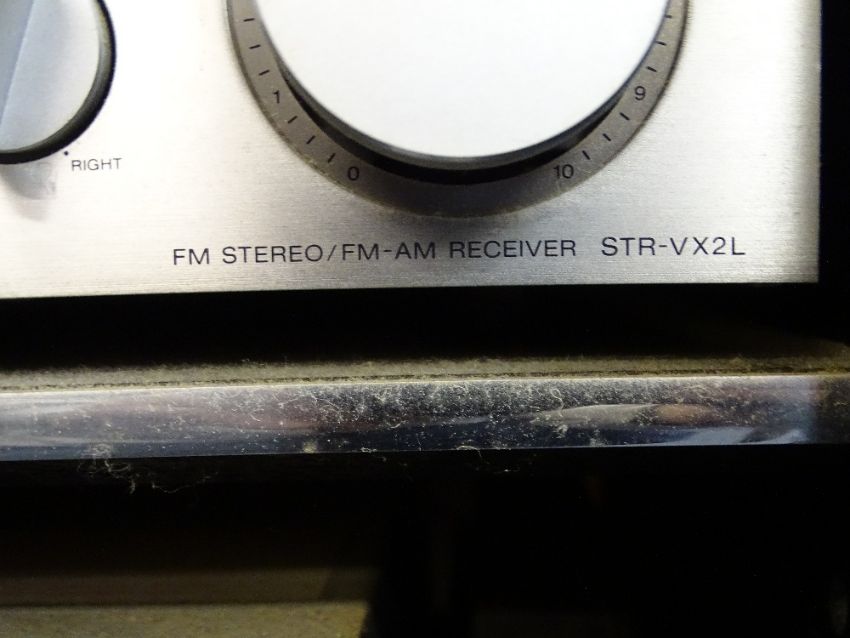 1 9
0 10
RIGHT
FM STEREO/FM-AM RECEIVER STR-VX2L